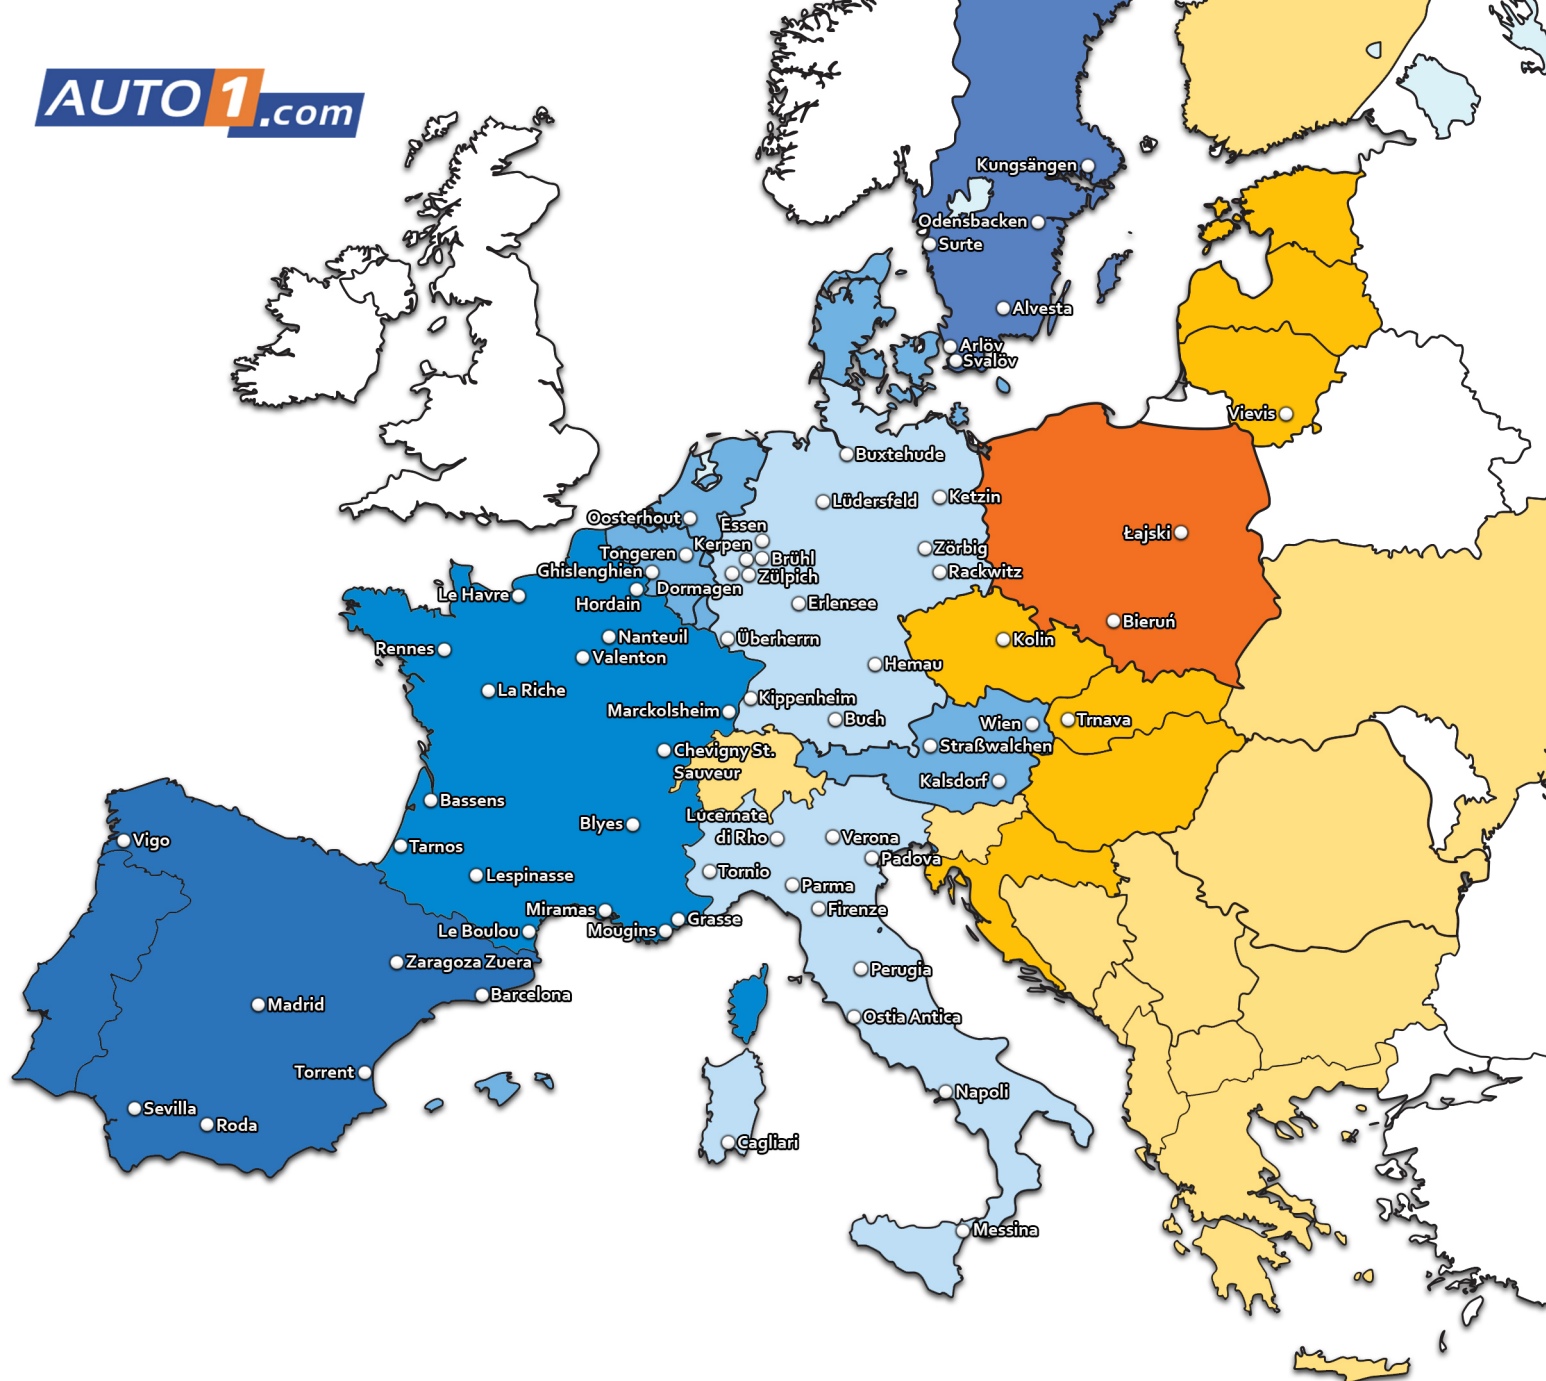 AUTO1.com
Kungsängen
Odensbacken
Surte
Alvesta
Arlöv
Svalöv
Vievis
Buxtehude
Lüdersfeld
Ketzin
Oosterhout
Essen
Łajski
Tongeren
Kerpen
Brühl
Zörbig
Ghislenghien
Zülpich
Rackwitz
Le Havre
Dormagen
Hordain
Erlensee
Bieruń
Nanteuil
Überherrn
Kolin
Rennes
Valenton
Hemau
La Riche
Kippenheim
Marckolsheim
Buch
Wien
Trnava
Chevigny St.
Sauveur
Straßwalchen
Kalsdorf
Bassens
Blyes
Lucernate
di Rho
Verona
Vigo
Tarnos
Padova
Lespinasse
Tornio
Parma
Miramas
Grasse
Firenze
Le Boulou
Mougins
Zaragoza Zuera
Perugia
Barcelona
Madrid
Ostia Antica
Torrent
Napoli
Sevilla
Roda
Cagliari
Messina